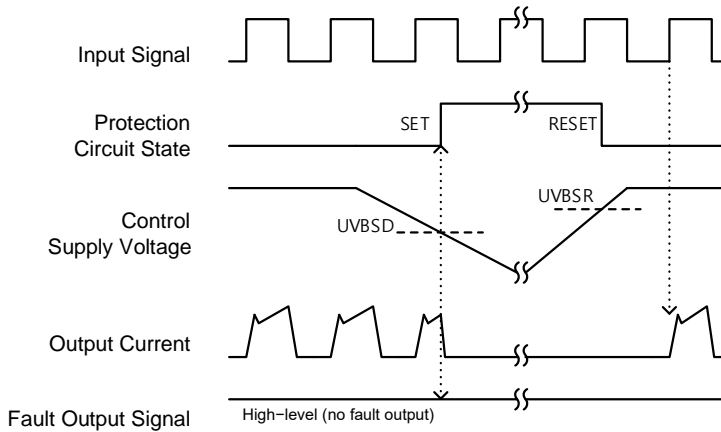 Input Signal
Protection
Circuit State
SET
RESET
Control
Supply Voltage
UVBSD
UVBSR
Output Current
Fault Output Signal
High−level (no fault output)